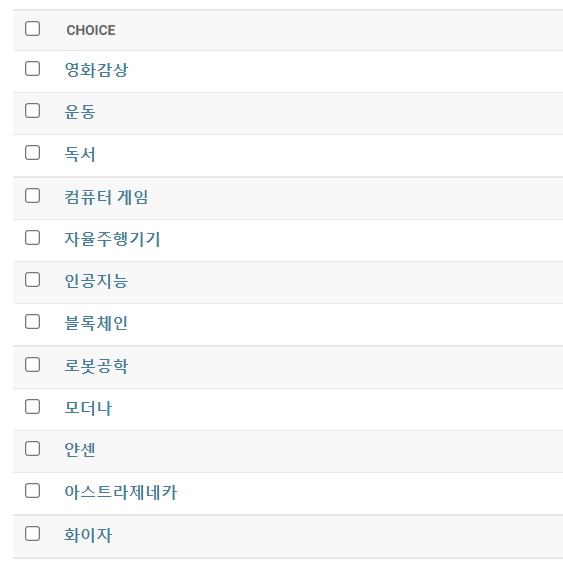 CHOICE
영화감상
운동
독서
컴퓨터 게임
자율주행기기
인공지능
블록체인
로봇공학
모더나
얀센
아스트라제네카
화이자